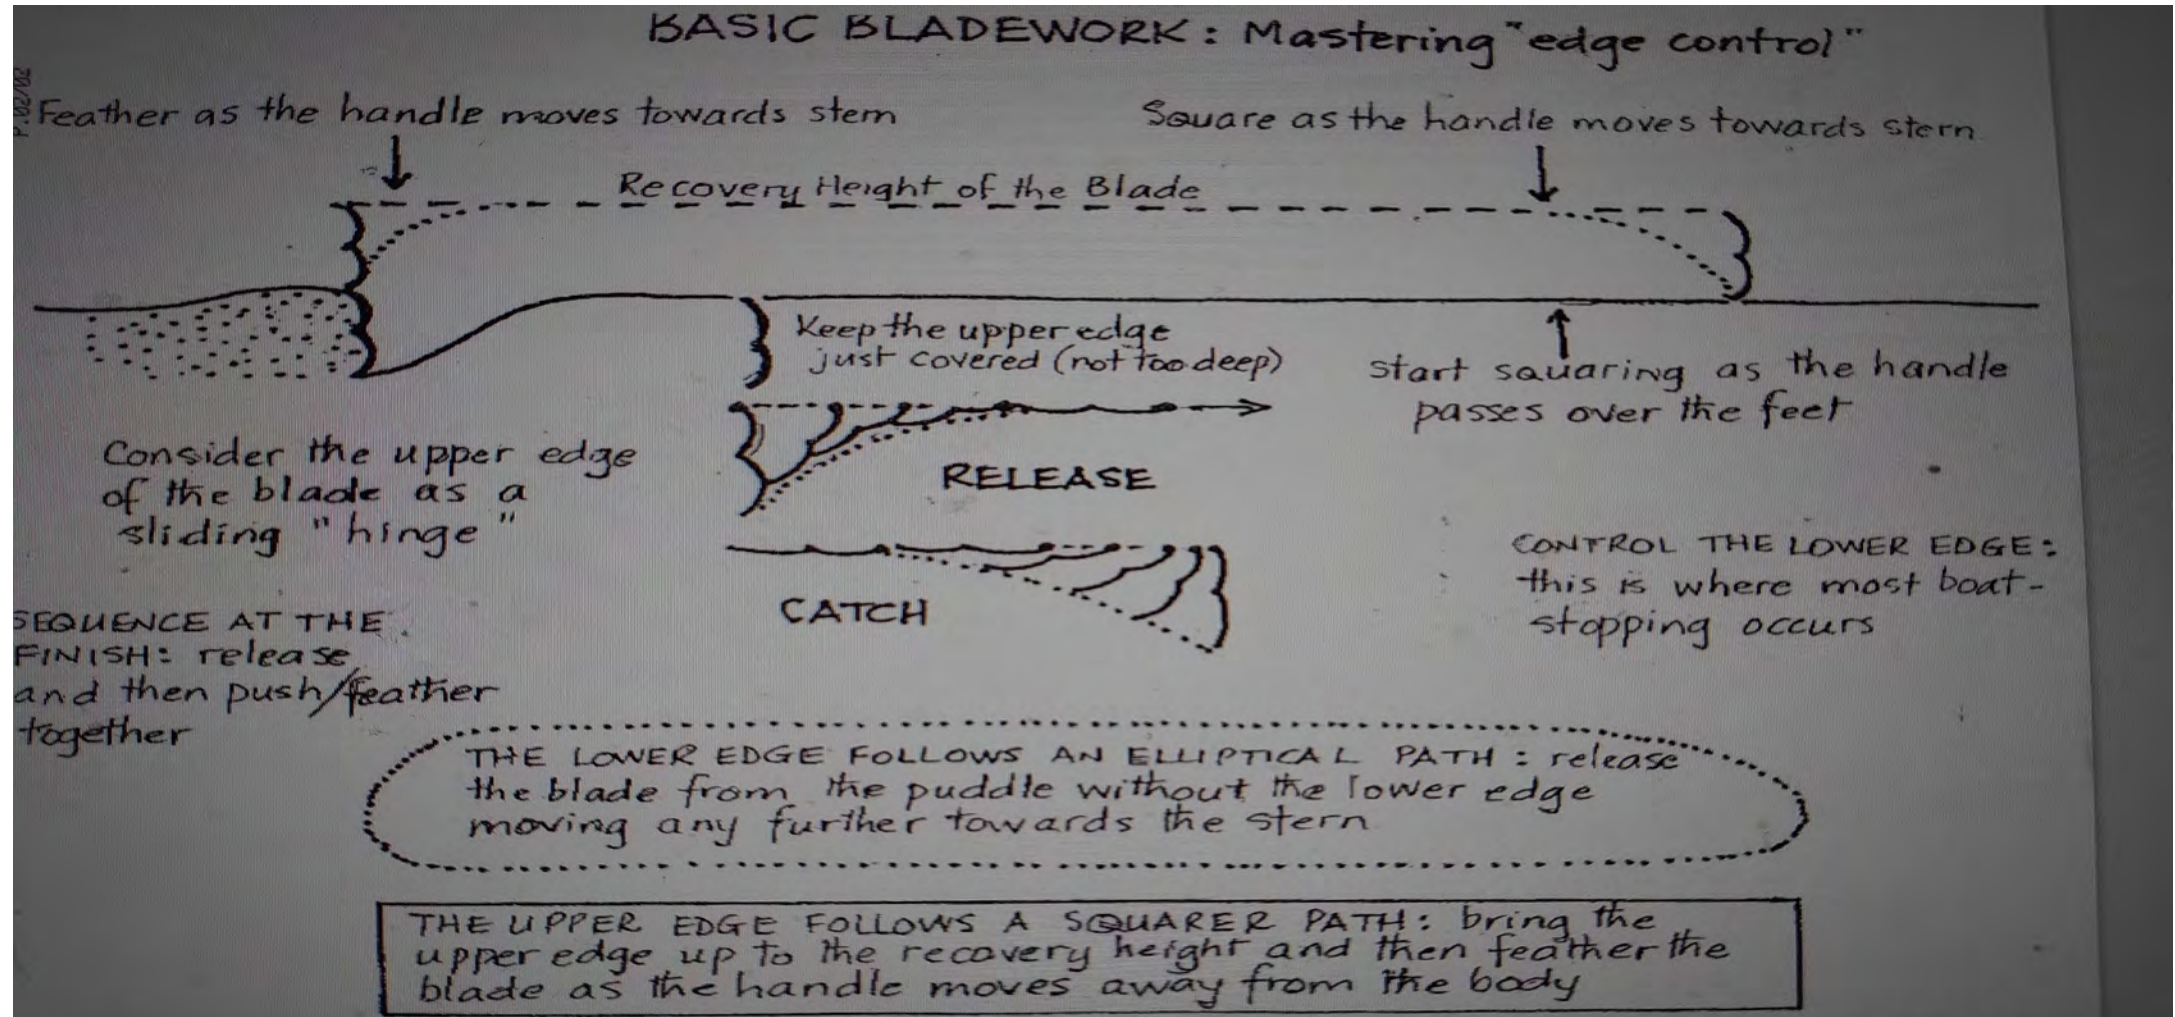 BASIC BLADEWORK: Mastering "edge control"
P.02/02
Feather as the handle moves towards stern
Square as the handle moves towards stern
Recovery Height of the Blade
Keep the upper edge
just covered (not too deep)
start squaring as the handle
passes over the feet
Consider the upper edge
of the blade as a
sliding "hinge"
RELEASE
CATCH
CONTROL THE LOWER EDGE:
this is where most boat-
stopping occurs
SEQUENCE AT THE
FINISH: release
and then push/feather
together
THE LOWER EDGE FOLLOWS AN ELLIPTICAL PATH: release
the blade from the puddle without the lower edge
moving any further towards the stern
THE UPPER EDGE FOLLOWS A SQUARER PATH: bring the
upper edge up to the recovery height and then feather the
blade as the handle moves away from the body